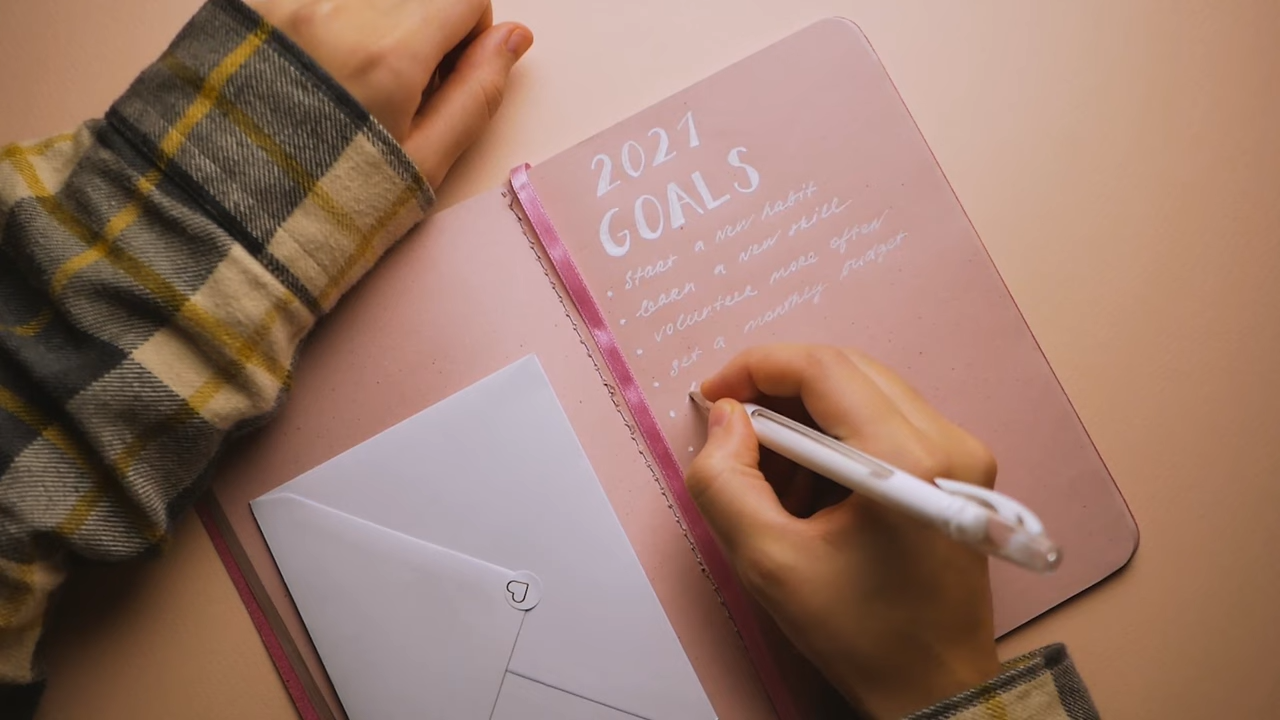 2021
GOALS
• start a new habit
• learn a new skill
• volunteer more often
• set a monthly budget